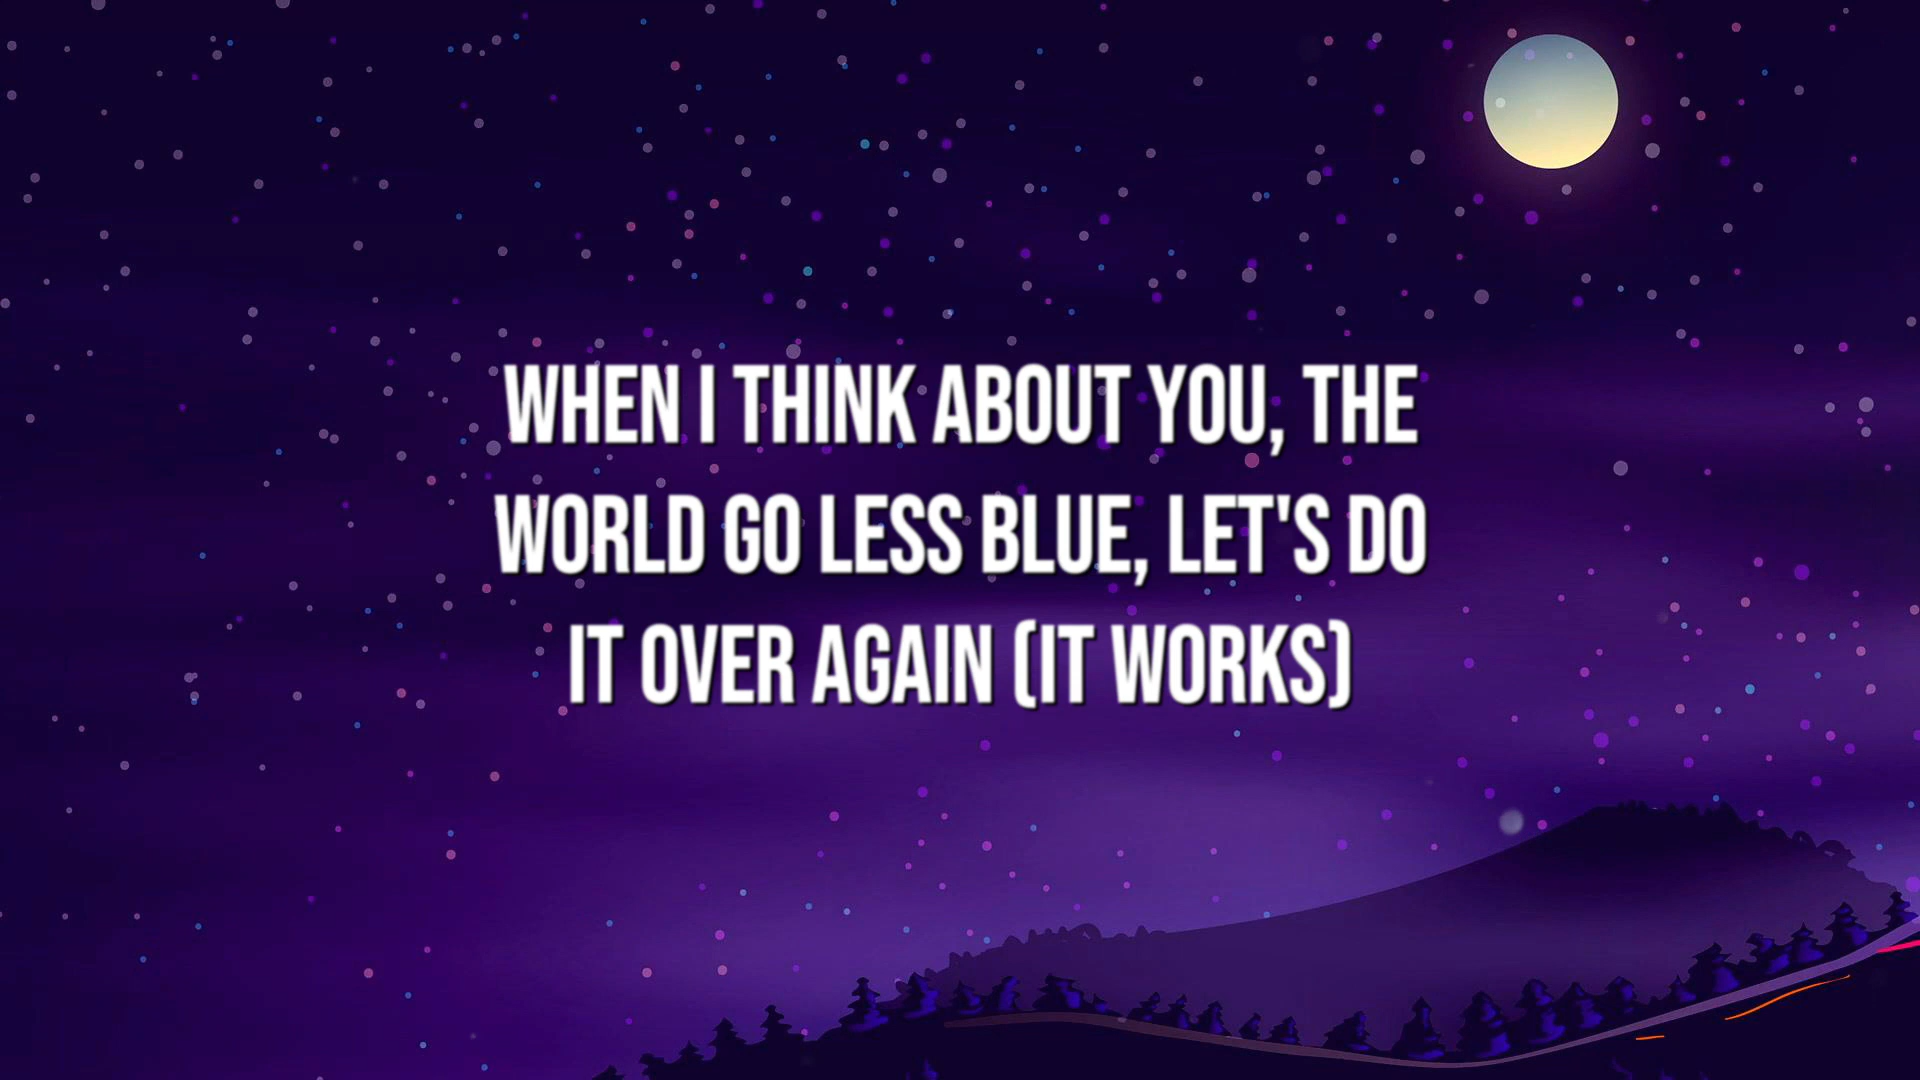 WHEN I THINK ABOUT YOU, THE
WORLD GO LESS BLUE, LET'S DO
IT OVER AGAIN (IT WORKS)